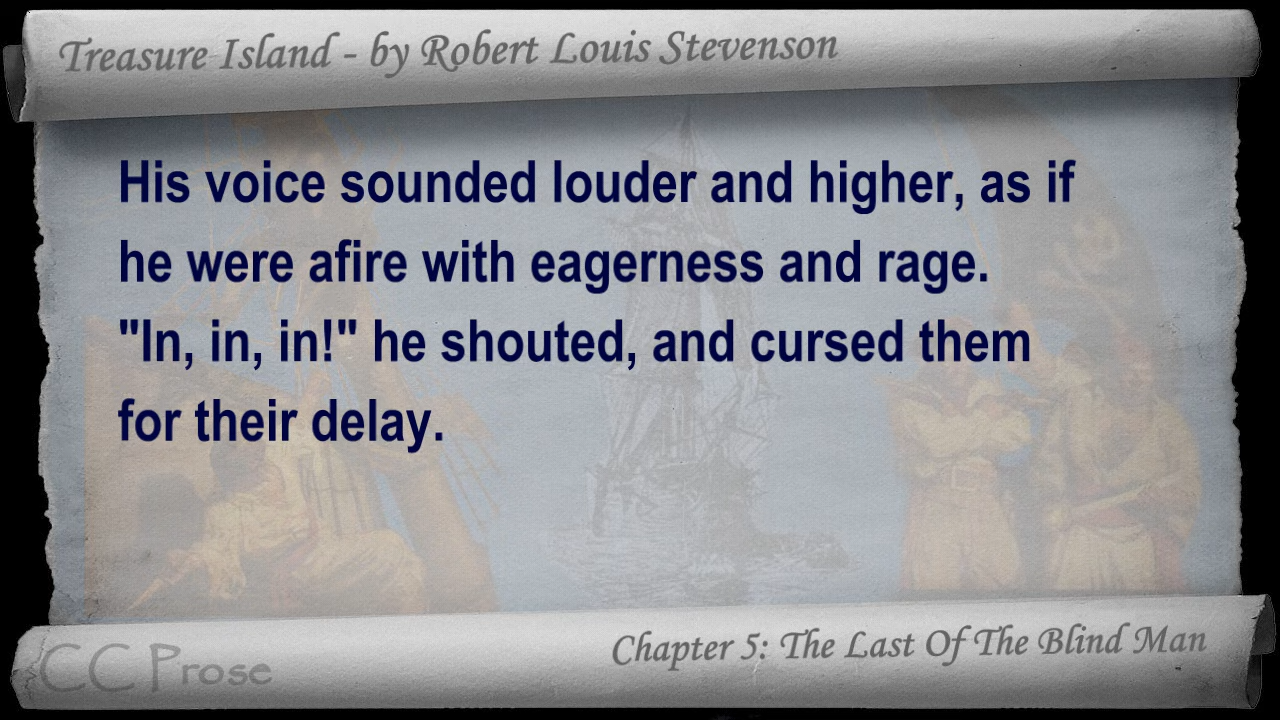 Treasure Island - by Robert Louis Stevenson
His voice sounded louder and higher, as if
he were afire with eagerness and rage.
"In, in, in!" he shouted, and cursed them
for their delay.
Chapter 5: The Last Of The Blind Man
CC Prose